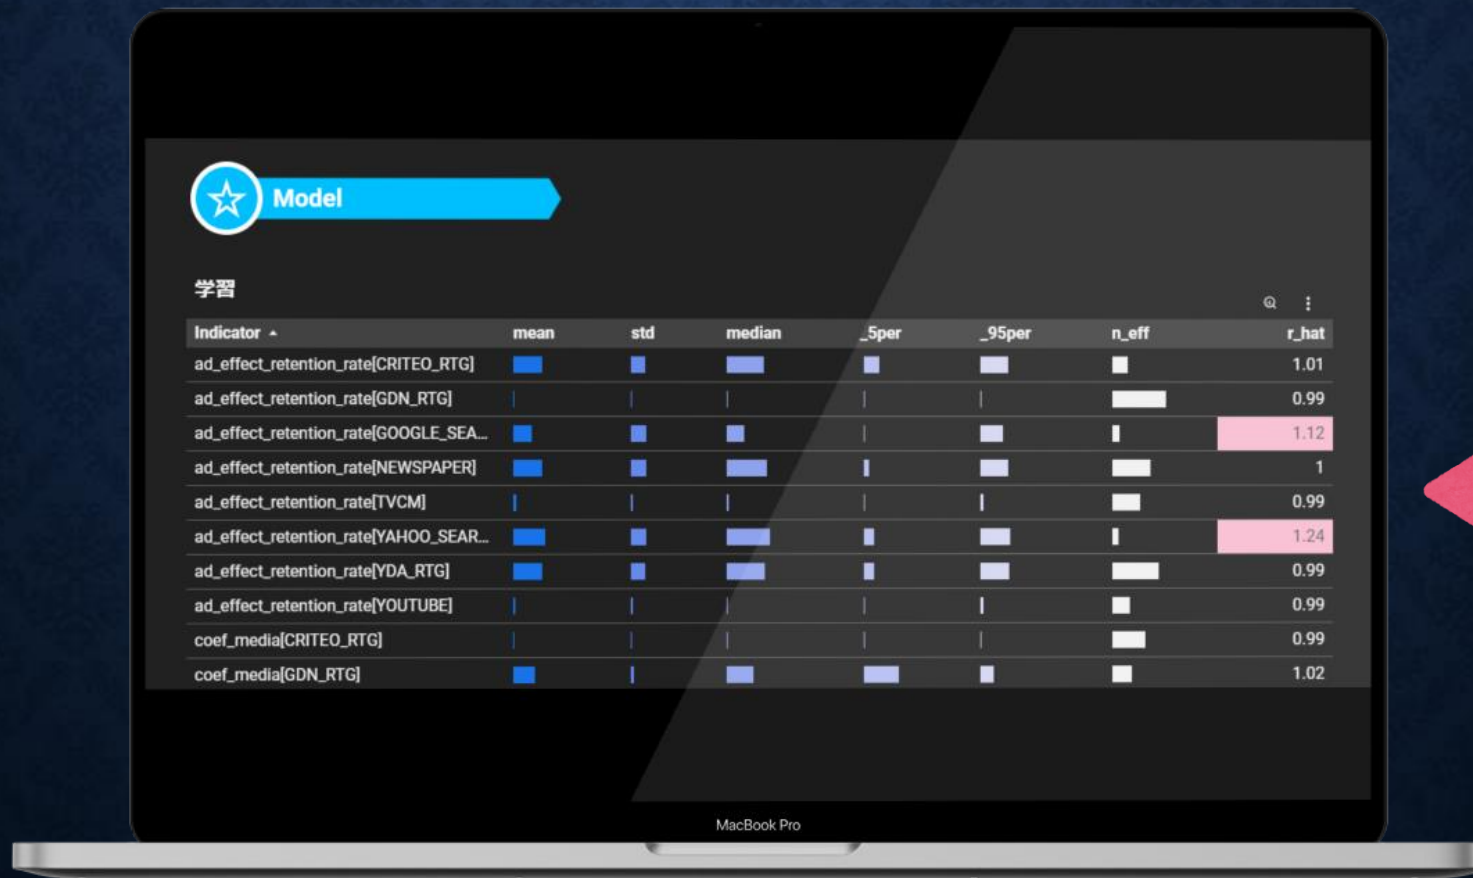 Model
学習
Indicator mean std median _5per _95per n_eff r_hat
ad_effect_retention_rate[CRITEO_RTG] 1.01
ad_effect_retention_rate[GDN_RTG] 0.99
ad_effect_retention_rate[GOOGLE_SEA... 1.12
ad_effect_retention_rate[NEWSPAPER] 1
ad_effect_retention_rate[TVCM] 0.99
ad_effect_retention_rate[YAHOO_SEAR... 1.24
ad_effect_retention_rate[YDA_RTG] 0.99
ad_effect_retention_rate[YOUTUBE] 0.99
coef_media[CRITEO_RTG] 0.99
coef_media[GDN_RTG] 1.02
MacBook Pro